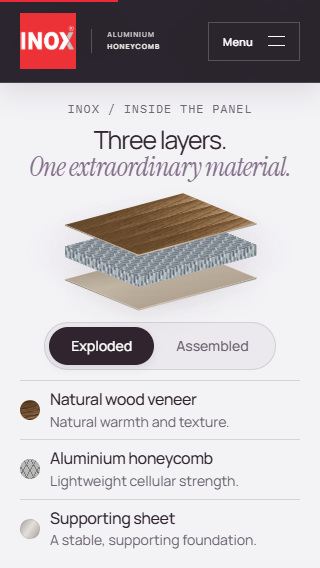 INOX
ALUMINIUM
HONEYCOMB
Menu
INOX / INSIDE THE PANEL
Three layers.
One extraordinary material.
Exploded
Assembled
Natural wood veneer
Natural warmth and texture.
Aluminium honeycomb
Lightweight cellular strength.
Supporting sheet
A stable, supporting foundation.